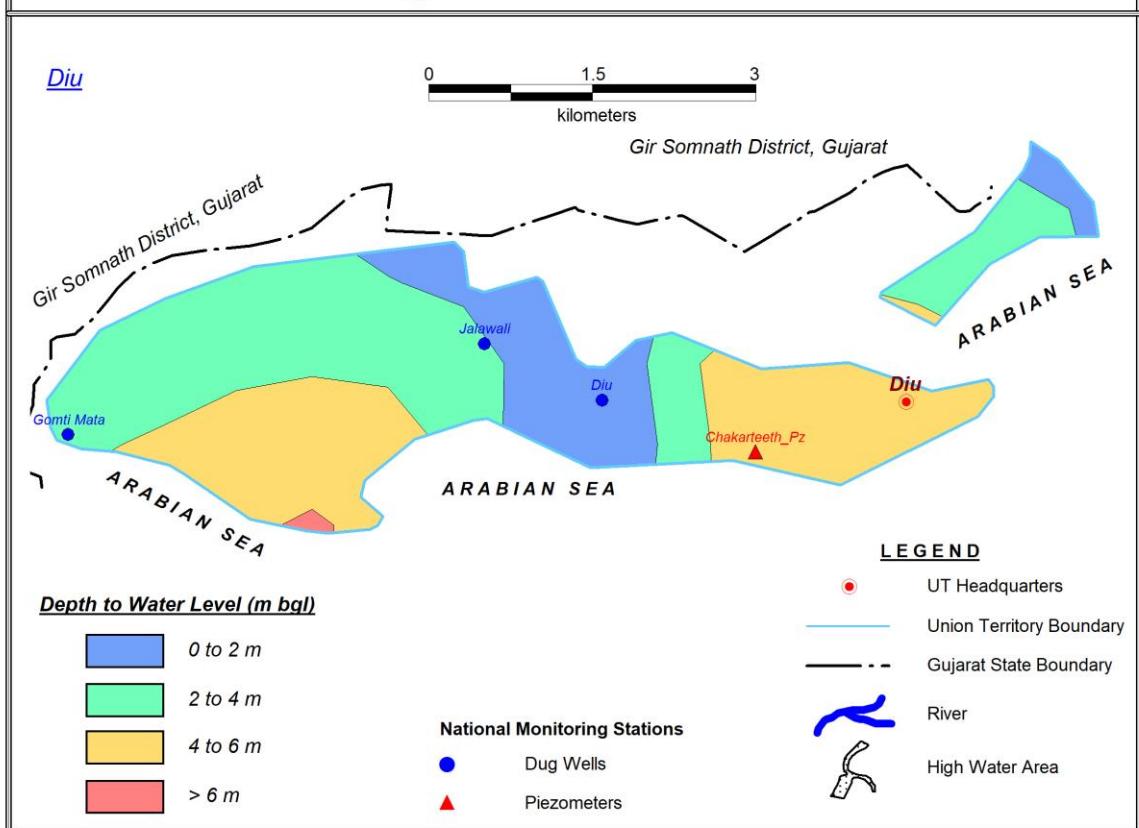 Diu
0 1.5 3
kilometers
Gir Somnath District, Gujarat
Gir Somnath District, Gujarat
ARABIAN SEA
Jalawali
Diu
Diu
Gomti Mata
Chakarteeth_Pz
ARABIAN SEA
ARABIAN SEA
Depth to Water Level (m bgl)
0 to 2 m
2 to 4 m
4 to 6 m
> 6 m
National Monitoring Stations
Dug Wells
Piezometers
LEGEND
UT Headquarters
Union Territory Boundary
Gujarat State Boundary
River
High Water Area